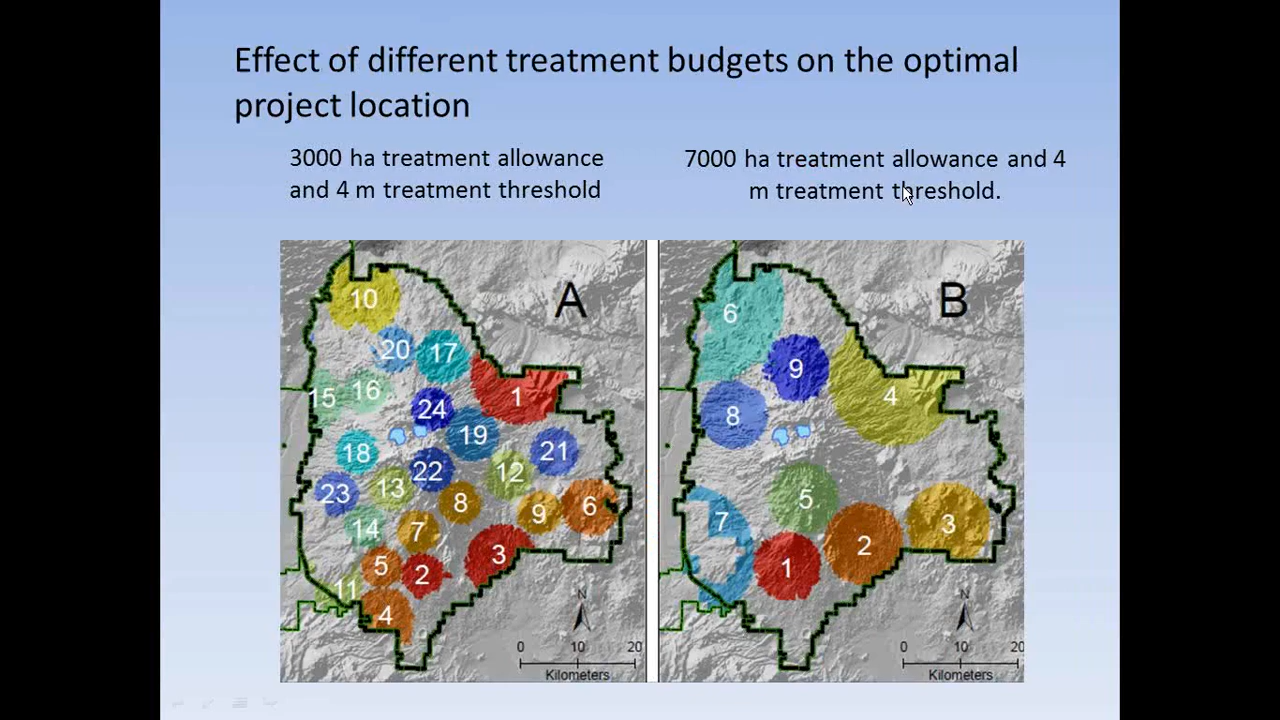 Effect of different treatment budgets on the optimal
project location
3000 ha treatment allowance
and 4 m treatment threshold
7000 ha treatment allowance and 4
m treatment threshold.
A
10
20
17
15
16
1
24
19
18
22
12
21
23
13
8
9
6
14
7
3
5
2
11
4
N
0 10 20
Kilometers
B
6
9
4
8
5
7
3
2
1
N
0 10 20
Kilometers